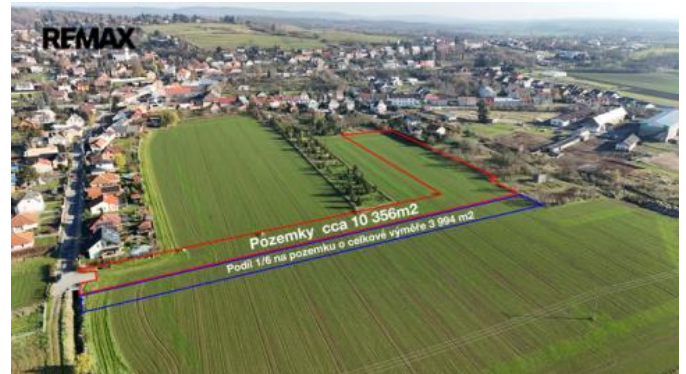 REMAX
Pozemky cca 10 356m2
Podíl 1/6 na pozemku o celkové výměře 3 994 m2